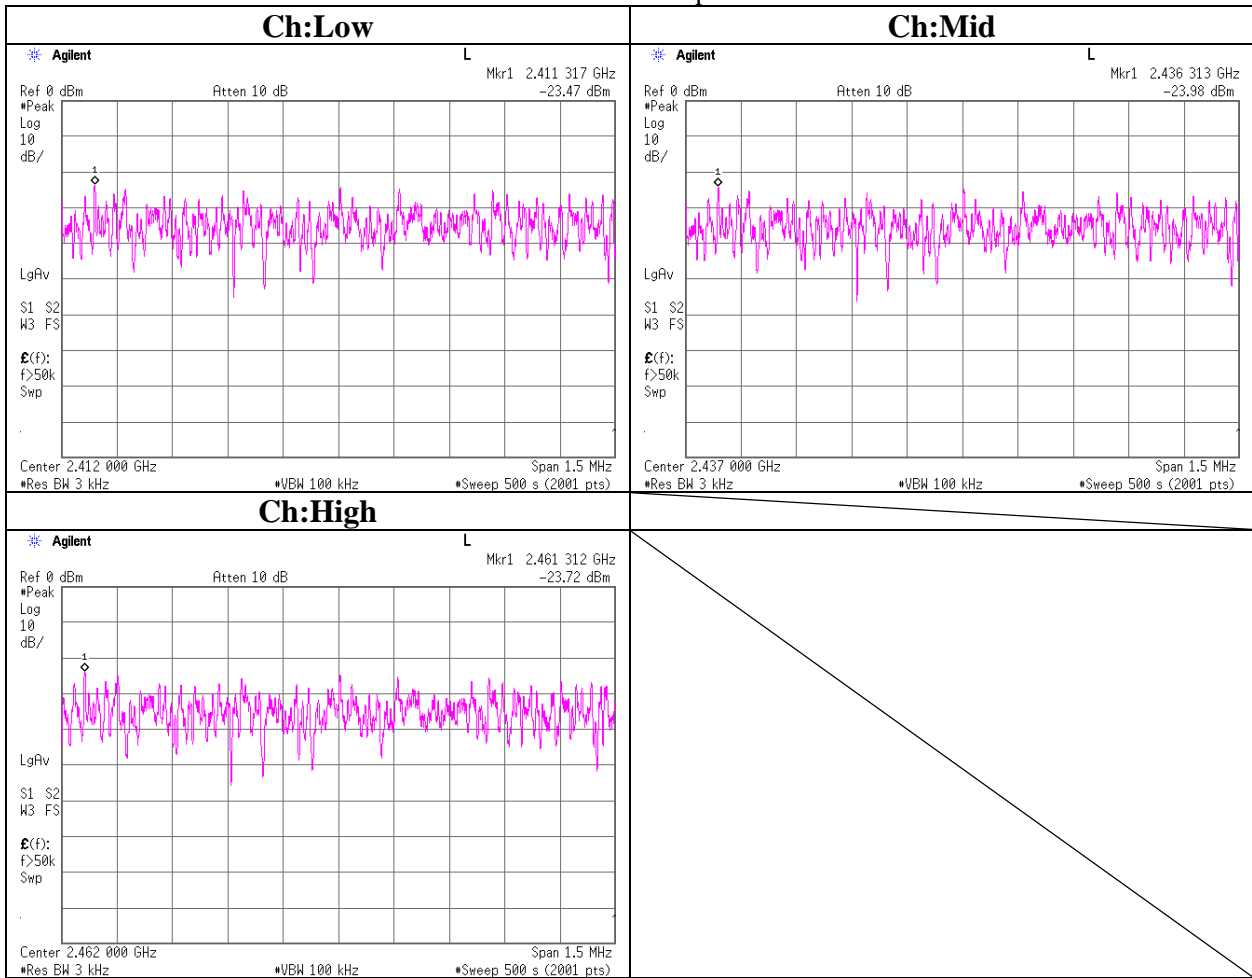 Ch:Low
Agilent
L
Mkr1 2.411 317 GHz
Ref 0 dBm Atten 10 dB -23.47 dBm
#Peak
Log
10
dB/
1
LgAv
S1 S2
W3 FS
£(f):
f>50k
Swp
Center 2.412 000 GHz Span 1.5 MHz
#Res BW 3 kHz #VBW 100 kHz #Sweep 500 s (2001 pts)
Ch:Mid
Agilent
L
Mkr1 2.436 313 GHz
Ref 0 dBm Atten 10 dB -23.98 dBm
#Peak
Log
10
dB/
1
LgAv
S1 S2
W3 FS
£(f):
f>50k
Swp
Center 2.437 000 GHz Span 1.5 MHz
#Res BW 3 kHz #VBW 100 kHz #Sweep 500 s (2001 pts)
Ch:High
Agilent
L
Mkr1 2.461 312 GHz
Ref 0 dBm Atten 10 dB -23.72 dBm
#Peak
Log
10
dB/
1
LgAv
S1 S2
W3 FS
£(f):
f>50k
Swp
Center 2.462 000 GHz Span 1.5 MHz
#Res BW 3 kHz #VBW 100 kHz #Sweep 500 s (2001 pts)